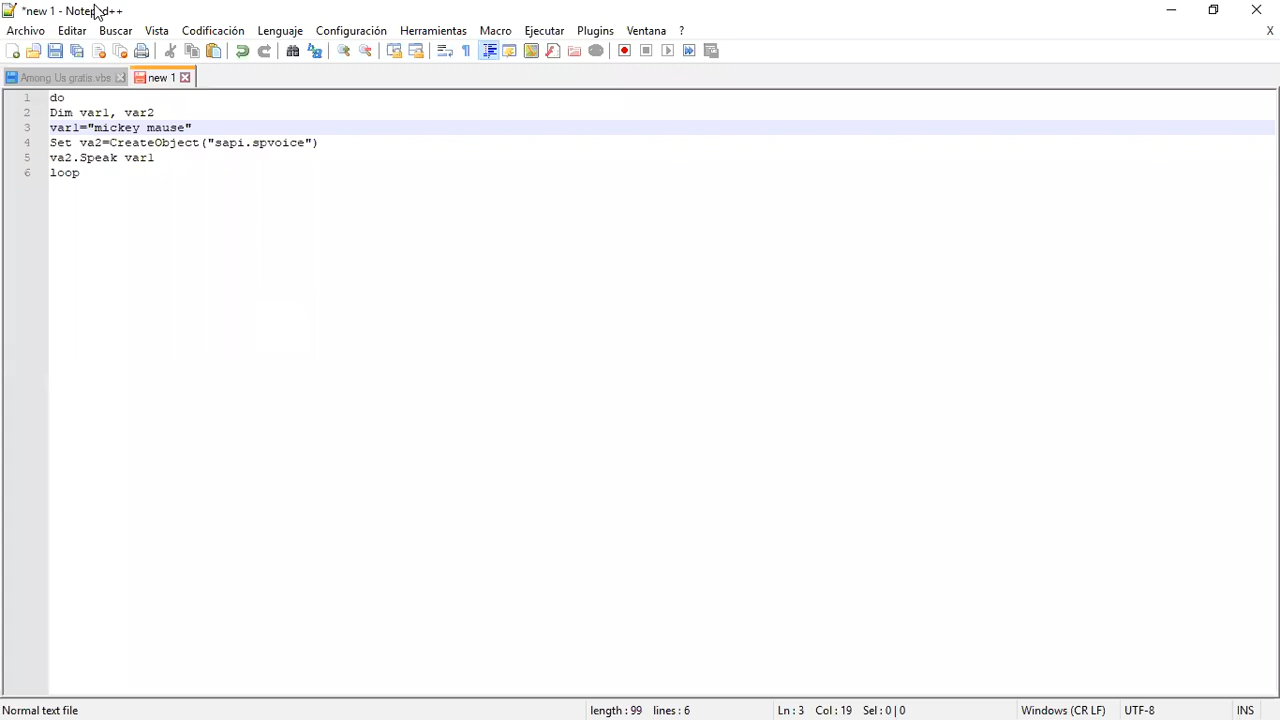 *new 1 - Notepad++
Archivo Editar Buscar Vista Codificación Lenguaje Configuración Herramientas Macro Ejecutar Plugins Ventana ? X
Among Us gratis.vbs new 1
1 do
2 Dim var1, var2
3 var1="mickey mause"
4 Set va2=CreateObject("sapi.spvoice")
5 va2.Speak var1
6 loop
Normal text file length : 99 lines : 6 Ln : 3 Col : 19 Sel : 0 | 0 Windows (CR LF) UTF-8 INS